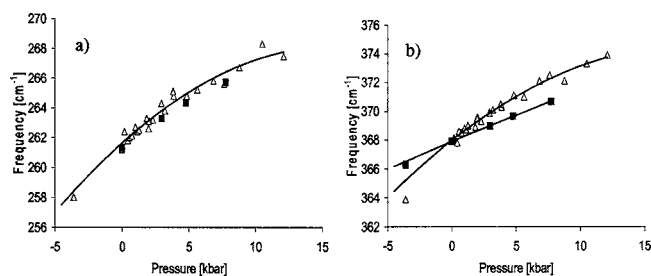 a)
Frequency [cm⁻¹]
270
268
266
264
262
260
258
256
-5 0 5 10 15
Pressure [kbar]
b)
Frequency [cm⁻¹]
378
376
374
372
370
368
366
364
362
-5 0 5 10 15
Pressure [kbar]